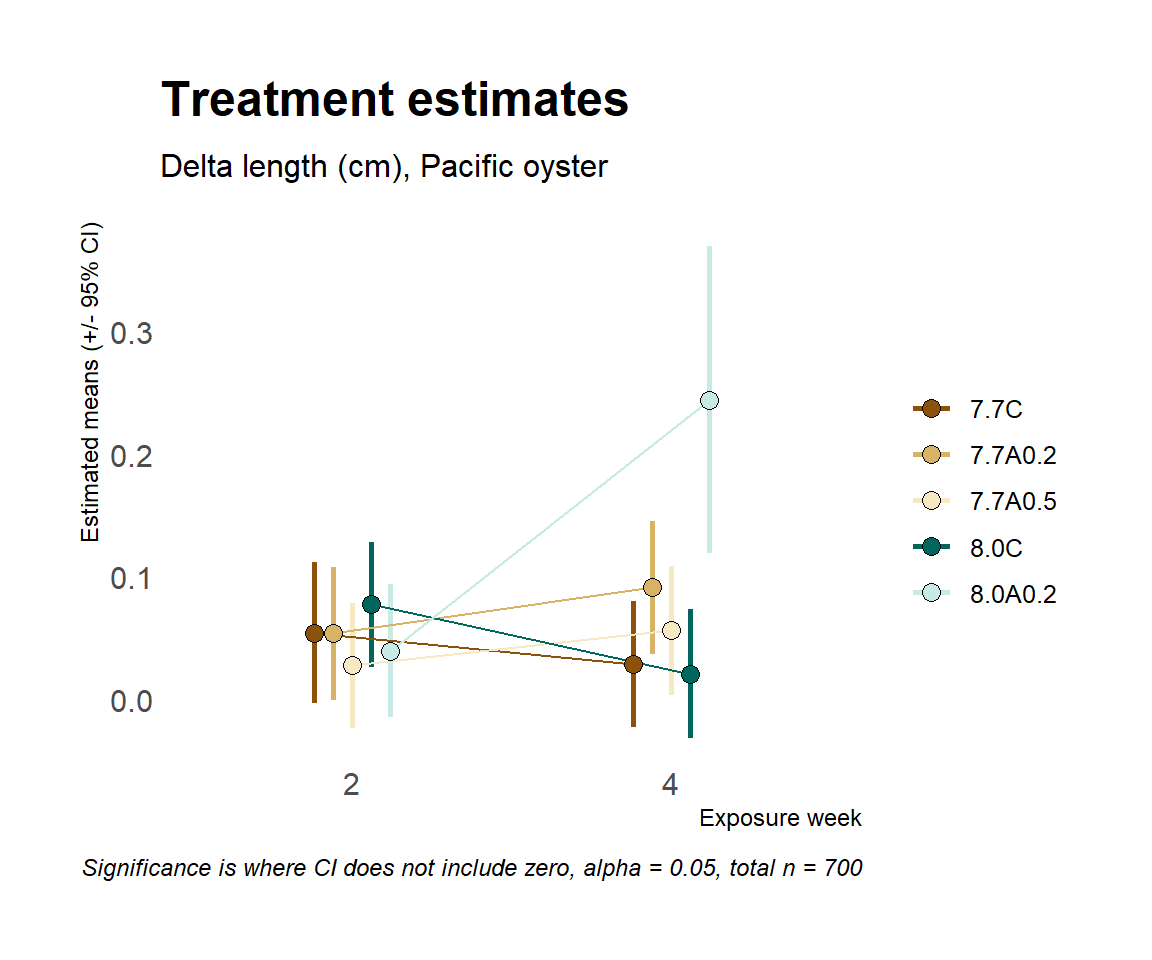 Treatment estimates
Delta length (cm), Pacific oyster
Estimated means (+/- 95% CI)
0.3
0.2
0.1
0.0
2
4
Exposure week
7.7C
7.7A0.2
7.7A0.5
8.0C
8.0A0.2
Significance is where CI does not include zero, alpha = 0.05, total n = 700